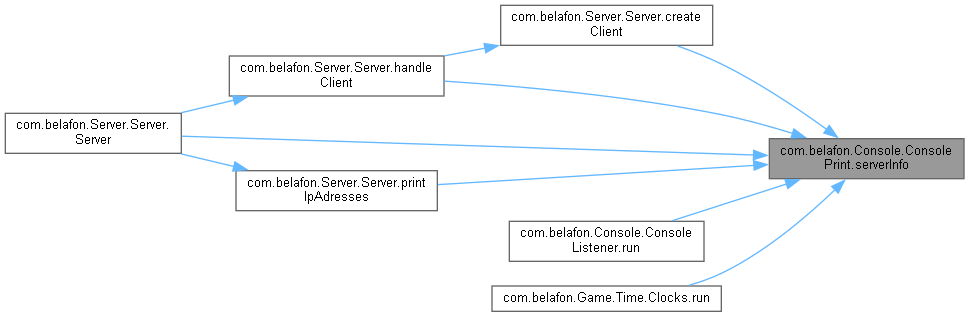 com.belafon.Server.Server.create
Client
com.belafon.Server.Server.handle
Client
com.belafon.Server.Server.
Server
com.belafon.Console.Console
Print.serverInfo
com.belafon.Server.Server.print
IpAdresses
com.belafon.Console.Console
Listener.run
com.belafon.Game.Time.Clocks.run